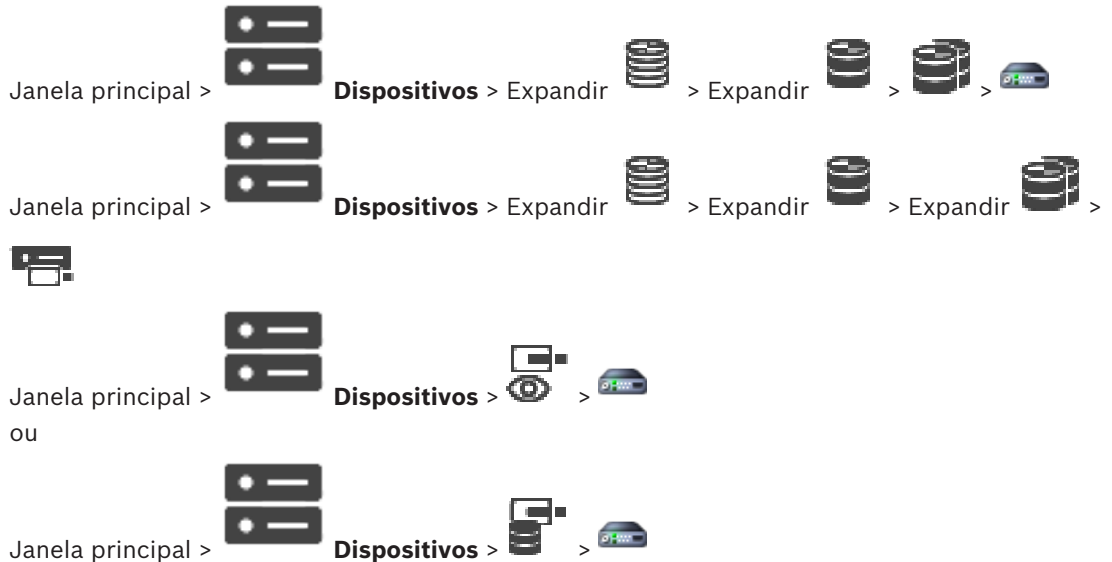 Janela principal > Dispositivos > Expandir > Expandir > >
Janela principal > Dispositivos > Expandir > Expandir > Expandir >
Janela principal > Dispositivos > >
ou
Janela principal > Dispositivos > >